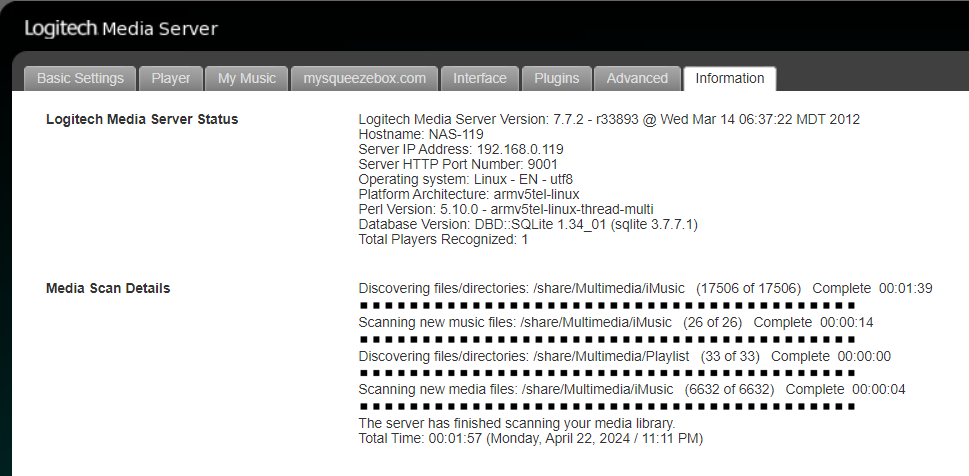 Logitech Media Server
Basic Settings Player My Music mysqueezebox.com Interface Plugins Advanced Information
Logitech Media Server Status
Logitech Media Server Version: 7.7.2 - r33893 @ Wed Mar 14 06:37:22 MDT 2012
Hostname: NAS-119
Server IP Address: 192.168.0.119
Server HTTP Port Number: 9001
Operating system: Linux - EN - utf8
Platform Architecture: armv5tel-linux
Perl Version: 5.10.0 - armv5tel-linux-thread-multi
Database Version: DBD::SQLite 1.34_01 (sqlite 3.7.7.1)
Total Players Recognized: 1
Media Scan Details
Discovering files/directories: /share/Multimedia/iMusic (17506 of 17506) Complete 00:01:39
Scanning new music files: /share/Multimedia/iMusic (26 of 26) Complete 00:00:14
Discovering files/directories: /share/Multimedia/Playlist (33 of 33) Complete 00:00:00
Scanning new media files: /share/Multimedia/iMusic (6632 of 6632) Complete 00:00:04
The server has finished scanning your media library.
Total Time: 00:01:57 (Monday, April 22, 2024 / 11:11 PM)